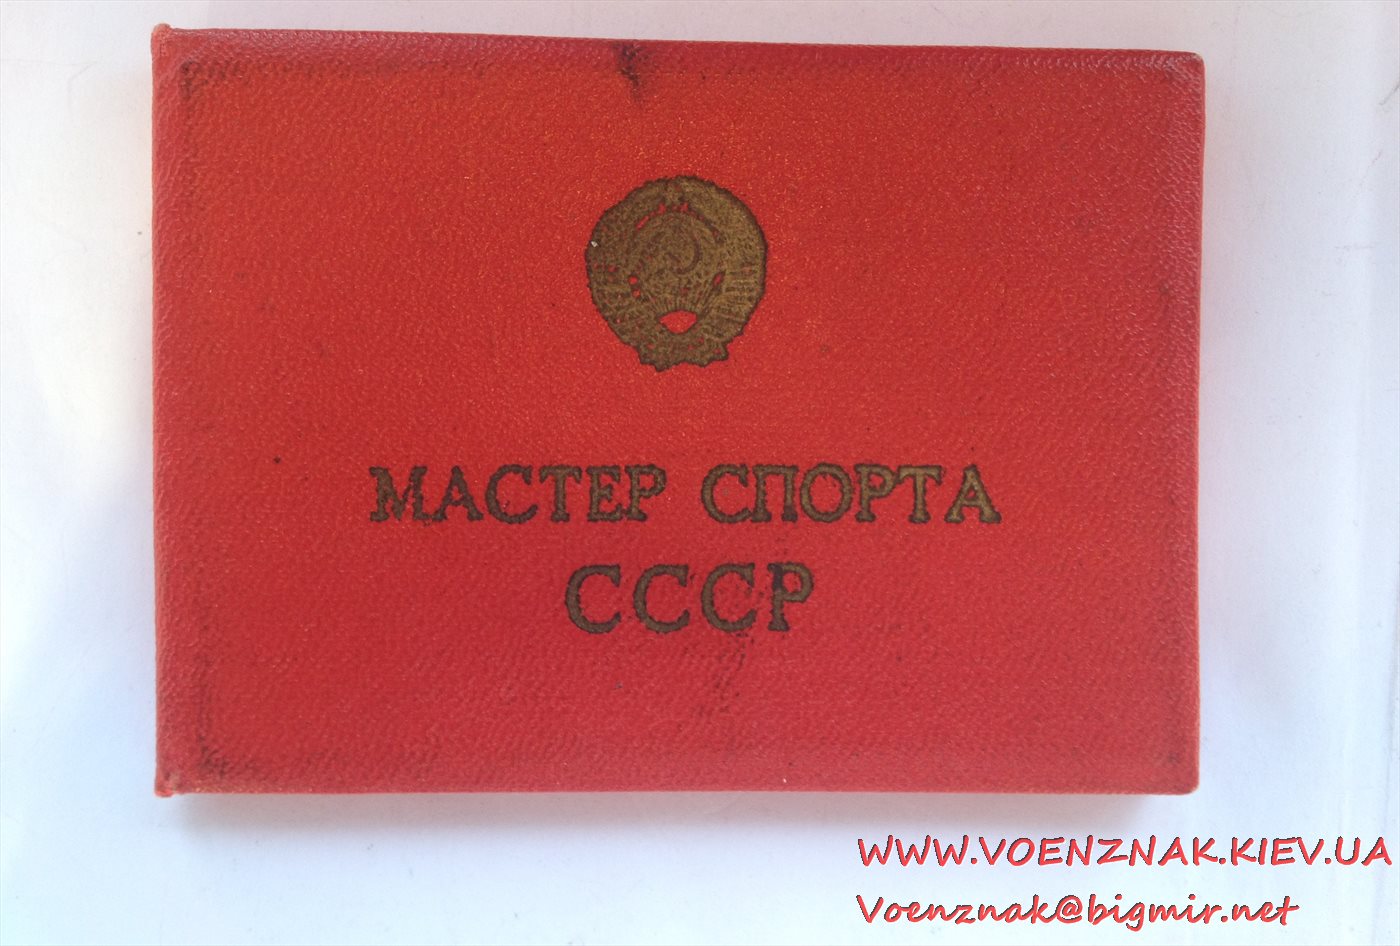 МАСТЕР СПОРТА
СССР
WWW.VOENZNAK.KIEV.UA
Voenznak@bigmir.net